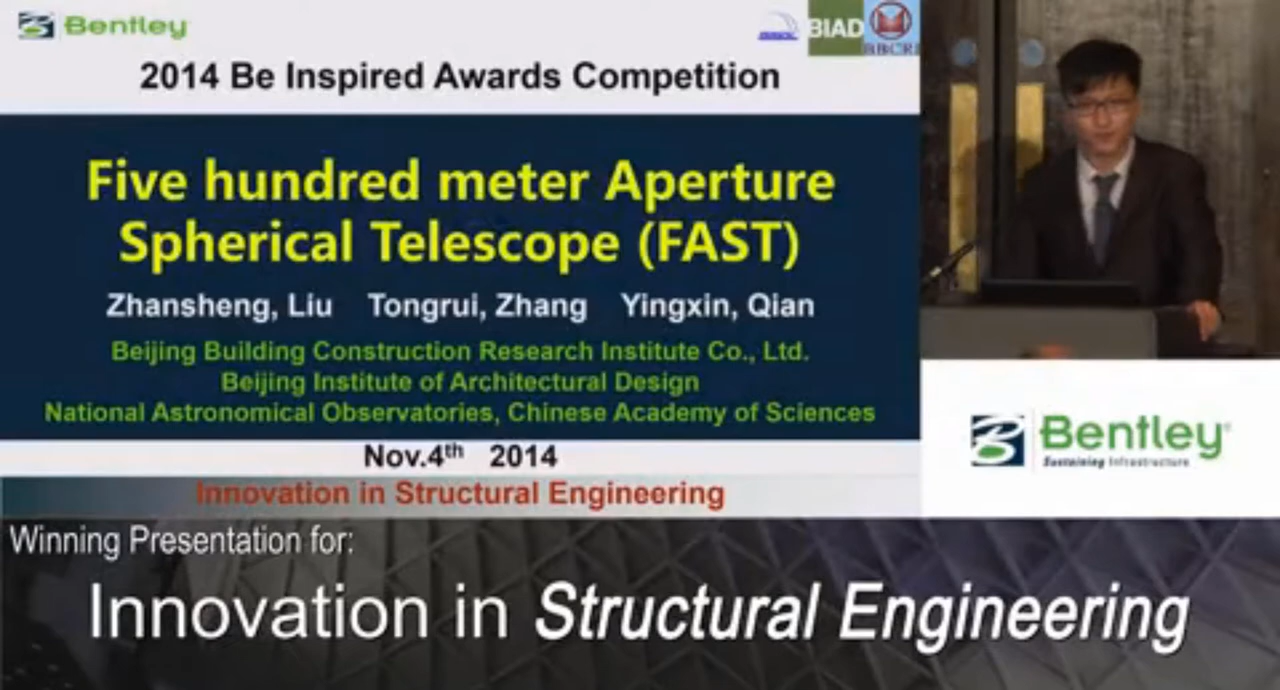 Bentley
BIAD
BBCRI
2014 Be Inspired Awards Competition
Five hundred meter Aperture
Spherical Telescope (FAST)
Zhansheng, Liu Tongrui, Zhang Yingxin, Qian
Beijing Building Construction Research Institute Co., Ltd.
Beijing Institute of Architectural Design
National Astronomical Observatories, Chinese Academy of Sciences
Nov.4th 2014
Innovation in Structural Engineering
Bentley®
Sustaining Infrastructure
Winning Presentation for:
Innovation in Structural Engineering